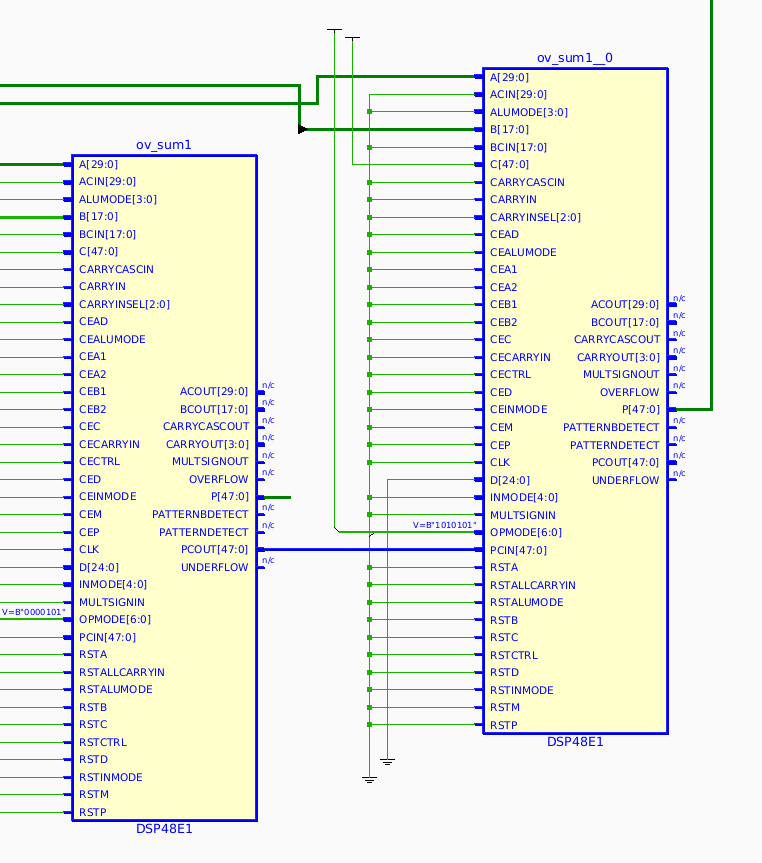 ov_sum1__0
A[29:0]
ACIN[29:0]
ALUMODE[3:0]
B[17:0]
BCIN[17:0]
C[47:0]
CARRYCASCIN
CARRYIN
CARRYINSEL[2:0]
CEAD
CEALUMODE
CEA1
CEA2
CEB1 ACOUT[29:0] n/c
CEB2 BCOUT[17:0] n/c
CEC CARRYCASCOUT n/c
CECARRYIN CARRYOUT[3:0] n/c
CECTRL MULTSIGNOUT n/c
CED OVERFLOW n/c
CEINMODE P[47:0]
CEM PATTERNBDETECT n/c
CEP PATTERNDETECT n/c
CLK PCOUT[47:0] n/c
D[24:0] UNDERFLOW n/c
INMODE[4:0]
MULTSIGNIN
V=B"1010101" OPMODE[6:0]
PCIN[47:0]
RSTA
RSTALLCARRYIN
RSTALUMODE
RSTB
RSTC
RSTCTRL
RSTD
RSTINMODE
RSTM
RSTP
DSP48E1
ov_sum1
A[29:0]
ACIN[29:0]
ALUMODE[3:0]
B[17:0]
BCIN[17:0]
C[47:0]
CARRYCASCIN
CARRYIN
CARRYINSEL[2:0]
CEAD
CEALUMODE
CEA1
CEA2
CEB1 ACOUT[29:0] n/c
CEB2 BCOUT[17:0] n/c
CEC CARRYCASCOUT n/c
CECARRYIN CARRYOUT[3:0] n/c
CECTRL MULTSIGNOUT n/c
CED OVERFLOW n/c
CEINMODE P[47:0]
CEM PATTERNBDETECT n/c
CEP PATTERNDETECT n/c
CLK PCOUT[47:0]
D[24:0] UNDERFLOW n/c
INMODE[4:0]
MULTSIGNIN
V=B"0000101" OPMODE[6:0]
PCIN[47:0]
RSTA
RSTALLCARRYIN
RSTALUMODE
RSTB
RSTC
RSTCTRL
RSTD
RSTINMODE
RSTM
RSTP
DSP48E1